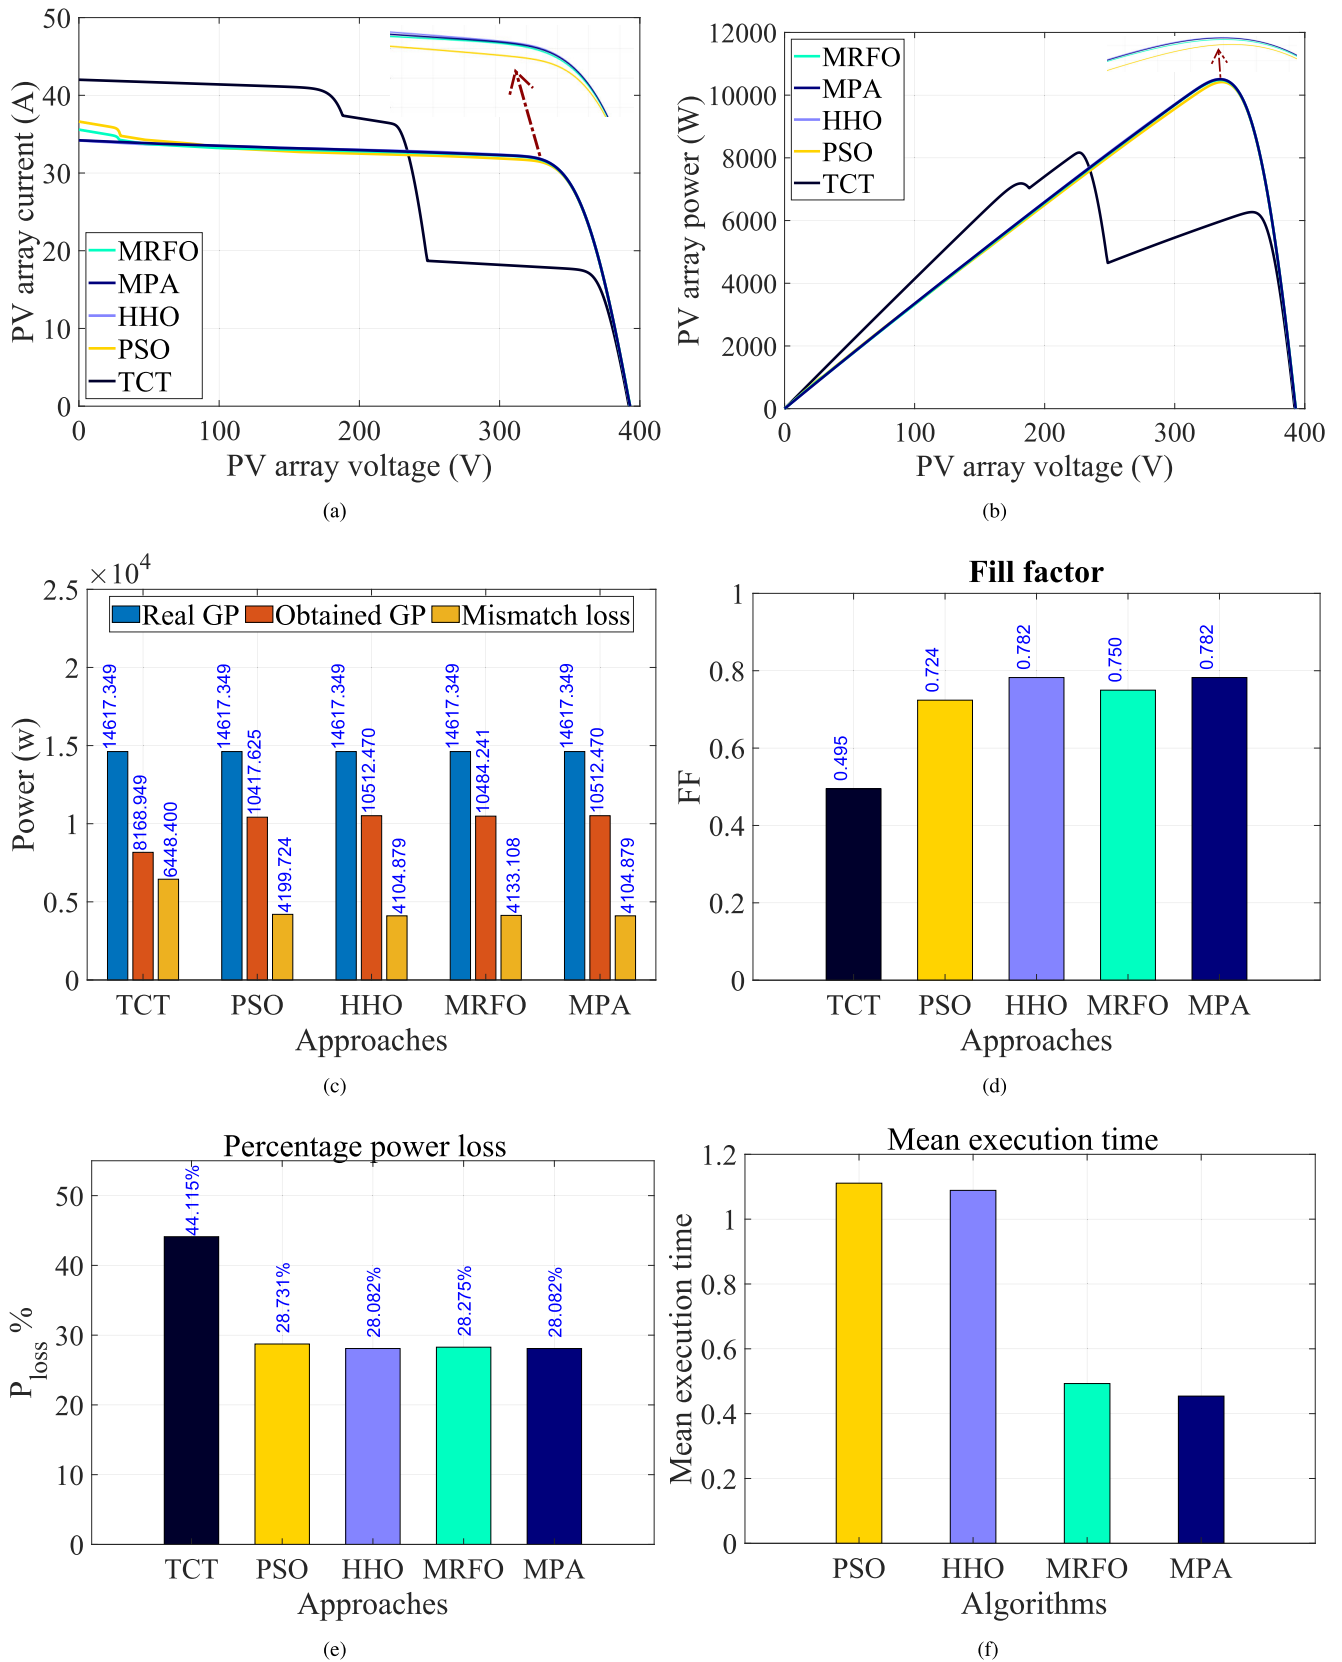 50
40
30
20
10
0
PV array current (A)
MRFO
MPA
HHO
PSO
TCT
0 100 200 300 400
PV array voltage (V)
(a)
12000
10000
8000
6000
4000
2000
0
PV array power (W)
MRFO
MPA
HHO
PSO
TCT
0 100 200 300 400
PV array voltage (V)
(b)
×10⁴
2.5
2
1.5
1
0.5
0
Power (w)
Real GP Obtained GP Mismatch loss
14617.349 8168.949 6448.400
14617.349 10417.625 4199.724
14617.349 10512.470 4104.879
14617.349 10484.241 4133.108
14617.349 10512.470 4104.879
TCT PSO HHO MRFO MPA
Approaches
(c)
Fill factor
1
0.8
0.6
0.4
0.2
0
FF
0.495 0.724 0.782 0.750 0.782
TCT PSO HHO MRFO MPA
Approaches
(d)
Percentage power loss
50
40
30
20
10
0
P_loss %
44.115% 28.731% 28.082% 28.275% 28.082%
TCT PSO HHO MRFO MPA
Approaches
(e)
Mean execution time
1.2
1
0.8
0.6
0.4
0.2
0
Mean execution time
PSO HHO MRFO MPA
Algorithms
(f)